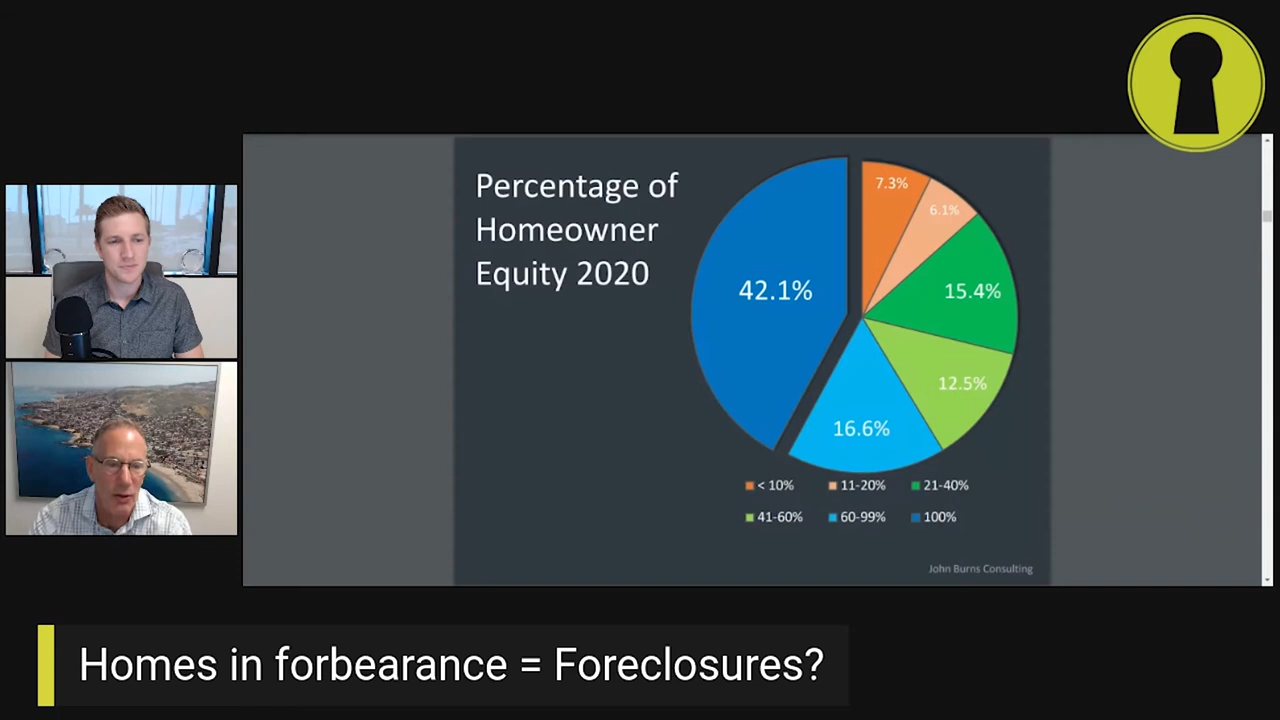 Percentage of
Homeowner
Equity 2020
7.3%
6.1%
42.1%
15.4%
12.5%
16.6%
< 10%
11-20%
21-40%
41-60%
60-99%
100%
John Burns Consulting
Homes in forbearance = Foreclosures?